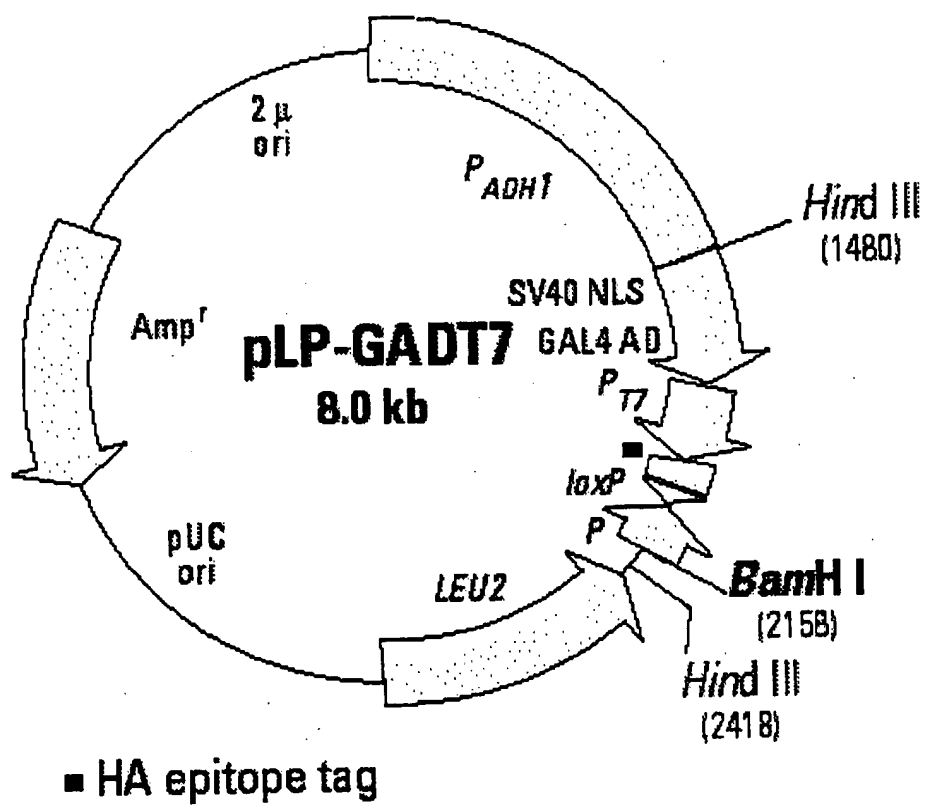 2 μ
ori
P ADH1
Hind III
(1480)
SV40 NLS
GAL4 AD
Amp r
pLP-GADT7
8.0 kb
P T7
loxP
P
pUC
ori
LEU2
BamH I
(2158)
Hind III
(2418)
HA epitope tag